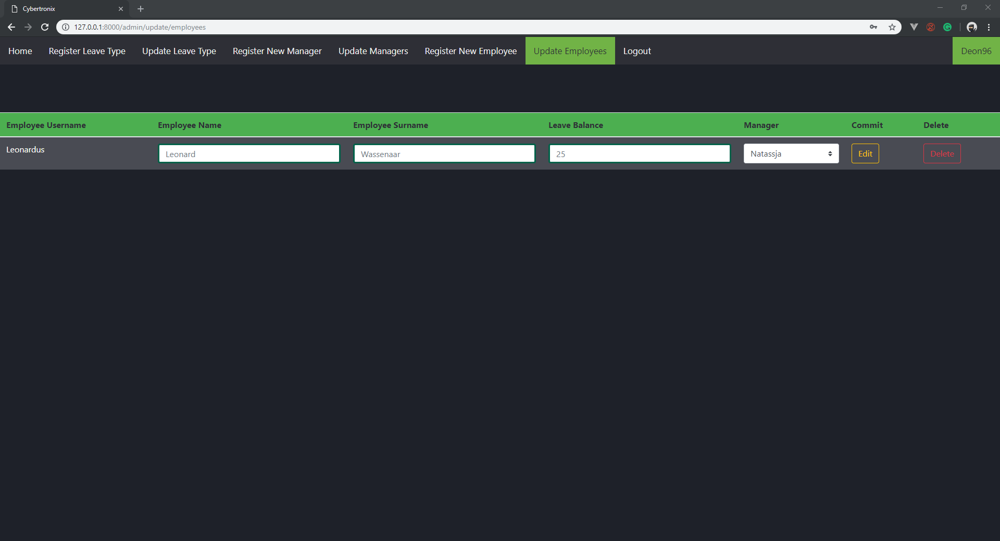 Cybertronix
127.0.0.1:8000/admin/update/employees
Home Register Leave Type Update Leave Type Register New Manager Update Managers Register New Employee Update Employees Logout Deon96
Employee Username Employee Name Employee Surname Leave Balance Manager Commit Delete
Leonardus Leonard Wassenaar 25 Natassja Edit Delete